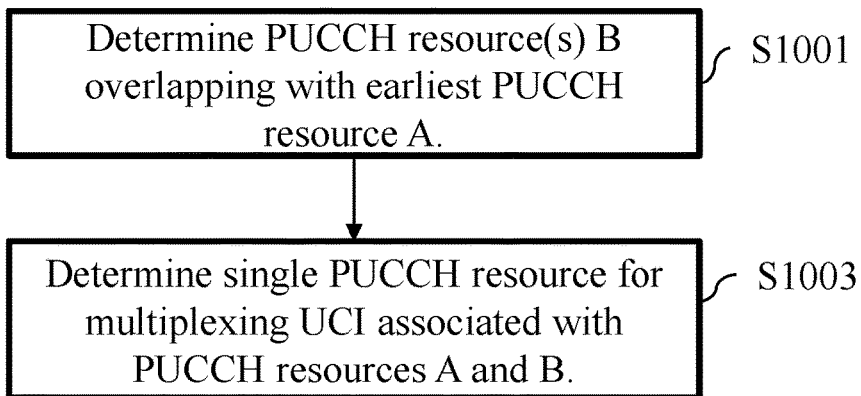 Determine PUCCH resource(s) B
overlapping with earliest PUCCH
resource A.
S1001
Determine single PUCCH resource for
multiplexing UCI associated with
PUCCH resources A and B.
S1003